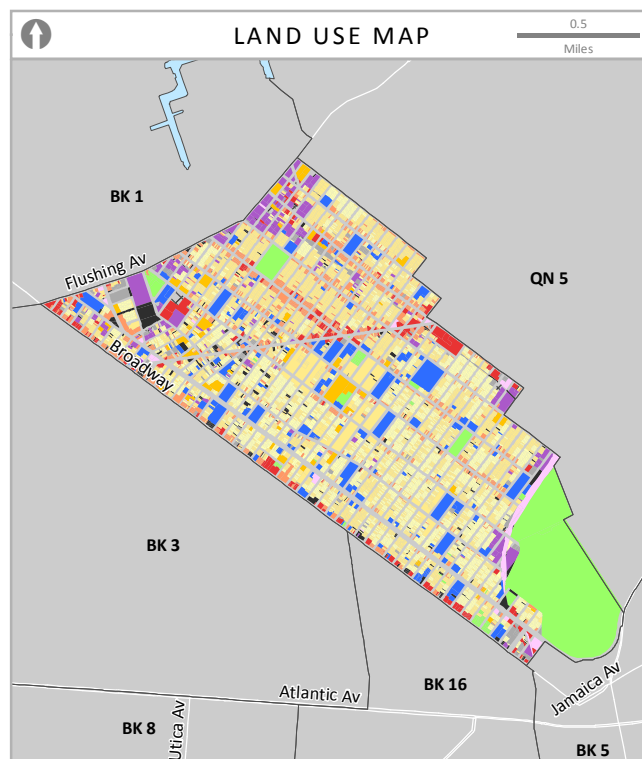 LAND USE MAP
0.5
Miles
BK 1
Flushing Av
QN 5
Broadway
BK 3
BK 16
Atlantic Av
Jamaica Av
BK 8
Utica Av
BK 5